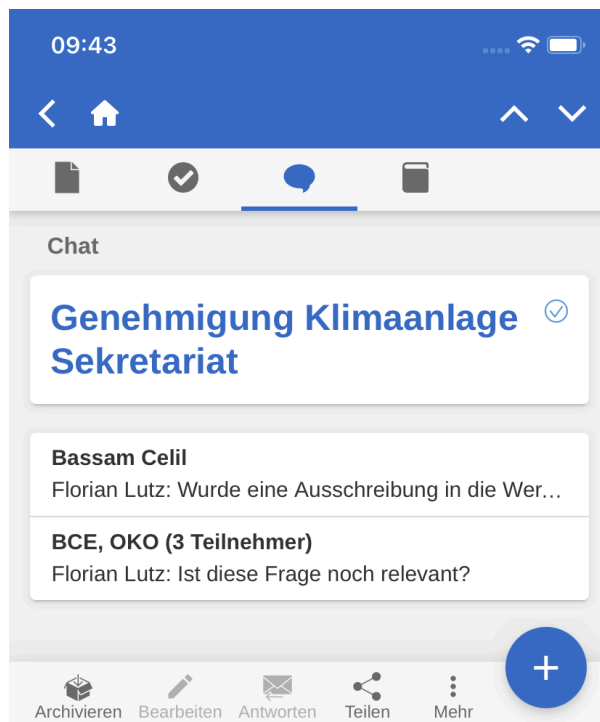 09:43
Chat
Genehmigung Klimaanlage
Sekretariat
Bassam Celil
Florian Lutz: Wurde eine Ausschreibung in die Wer...
BCE, OKO (3 Teilnehmer)
Florian Lutz: Ist diese Frage noch relevant?
Archivieren Bearbeiten Antworten Teilen Mehr